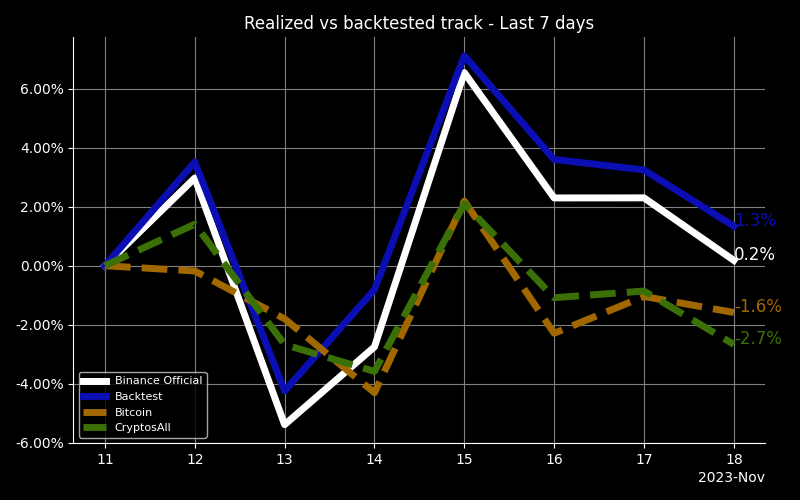 Realized vs backtested track - Last 7 days
6.00%
4.00%
2.00%
0.00%
-2.00%
-4.00%
-6.00%
1.3%
0.2%
-1.6%
-2.7%
Binance Official
Backtest
Bitcoin
CryptosAll
11 12 13 14 15 16 17 18
2023-Nov